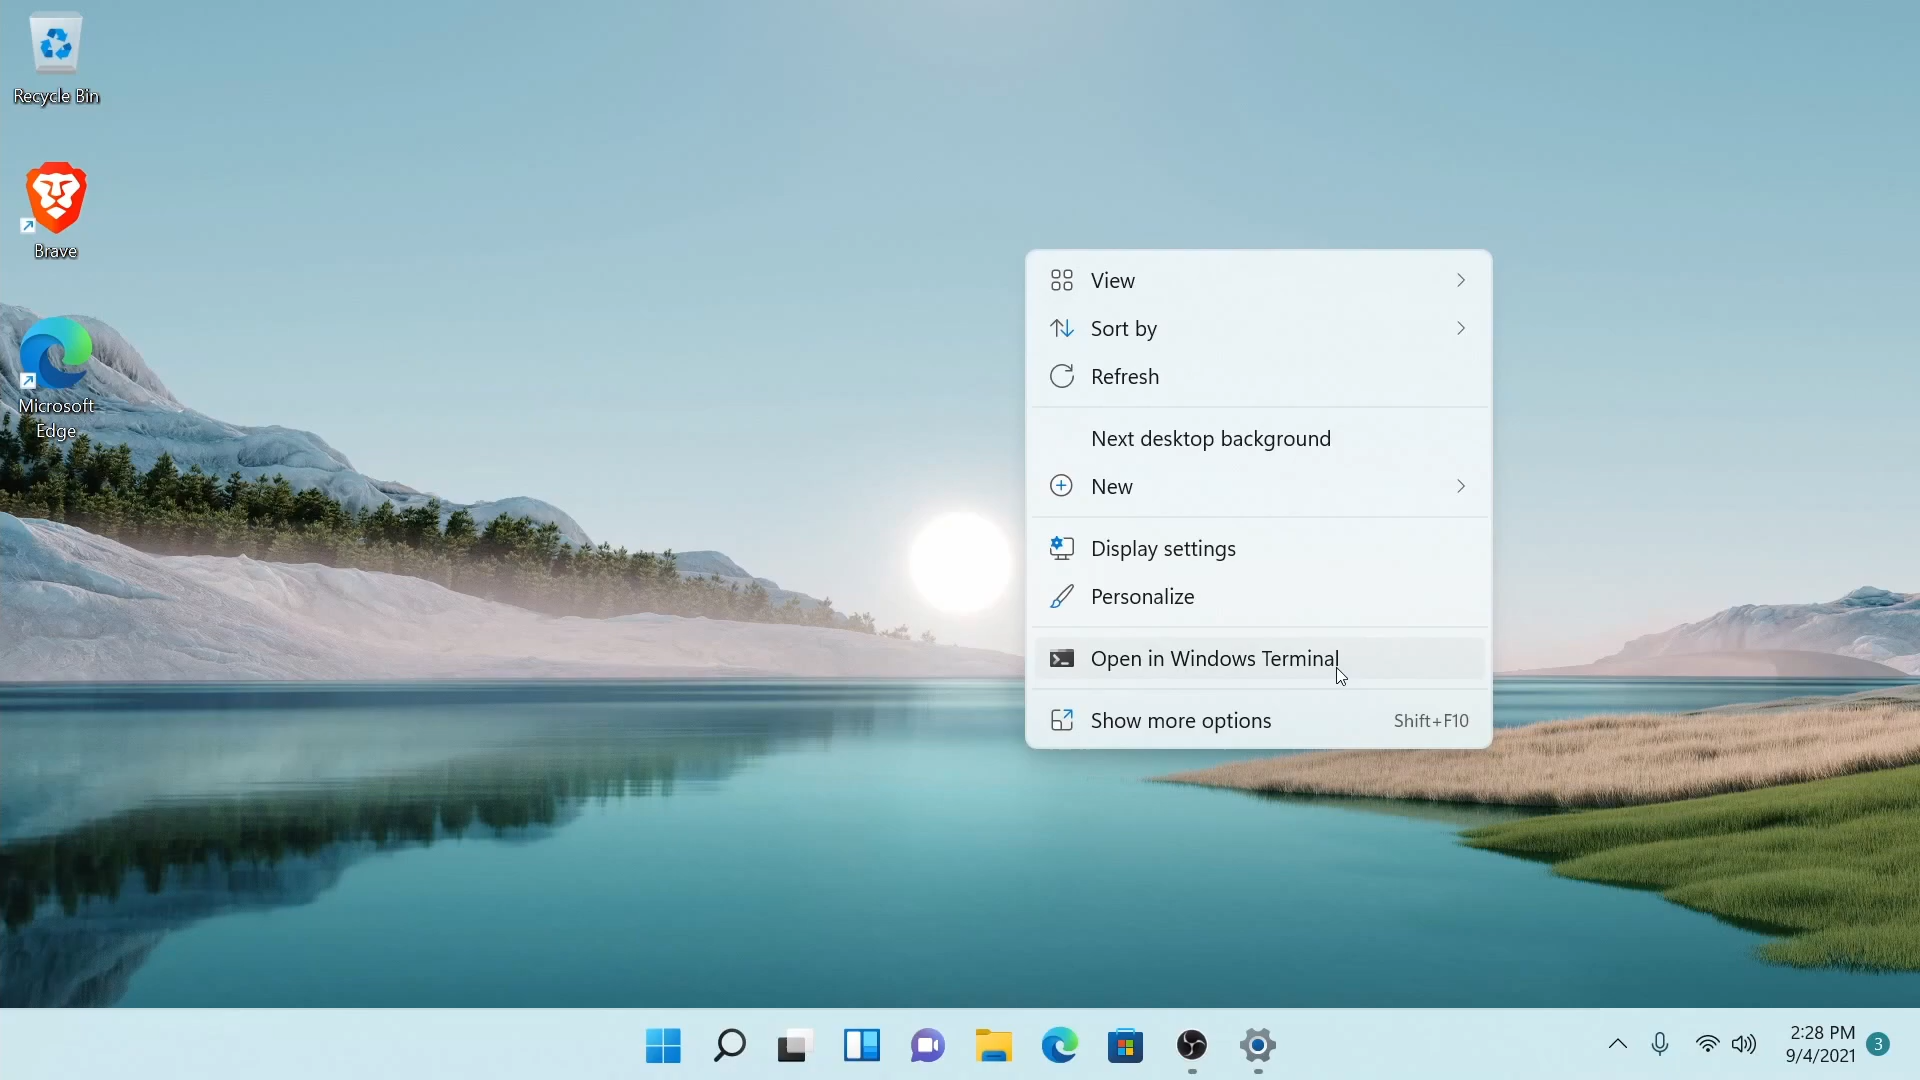 Recycle Bin
Brave
Microsoft
Edge
View
Sort by
Refresh
Next desktop background
New
Display settings
Personalize
Open in Windows Terminal
Show more options Shift+F10
2:28 PM
9/4/2021
3